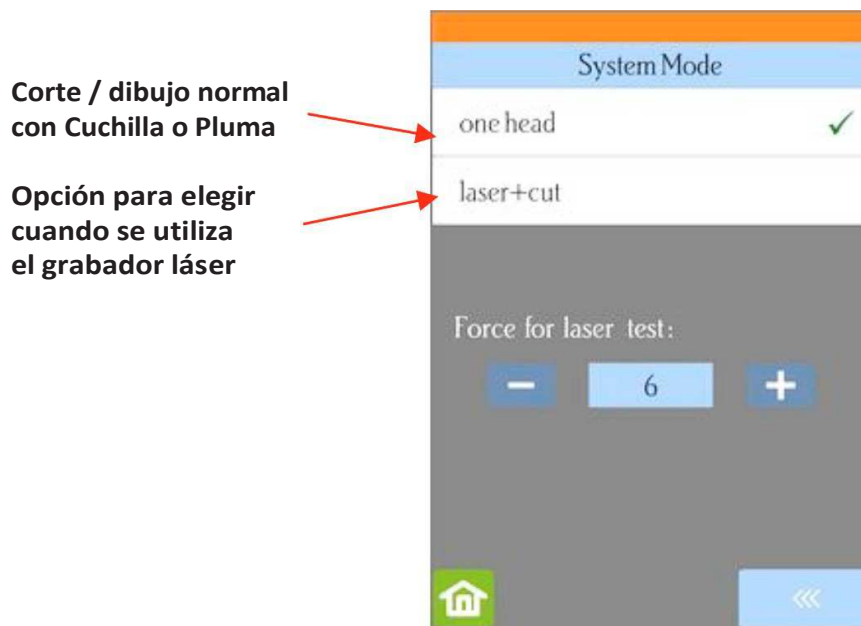 Corte / dibujo normal
con Cuchilla o Pluma
Opción para elegir
cuando se utiliza
el grabador láser
System Mode
one head
laser+cut
Force for laser test:
6